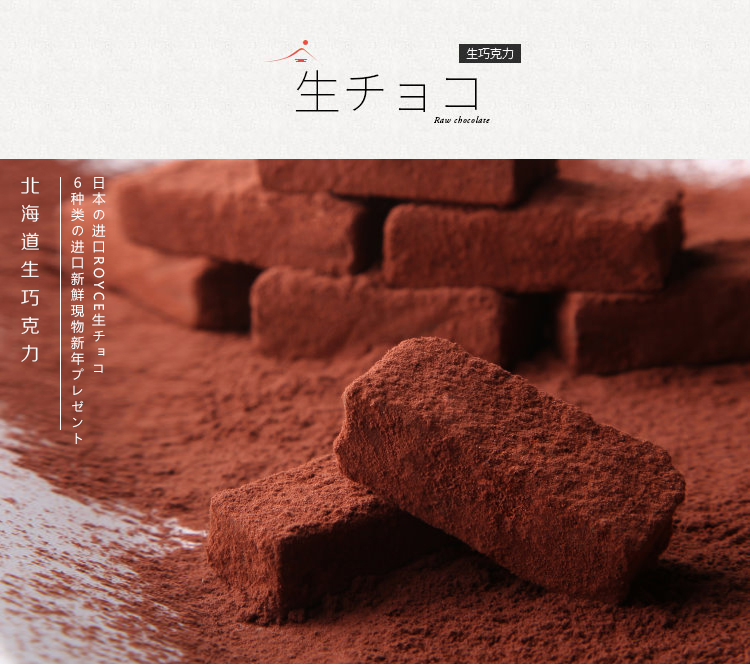 生巧克力
生チョコ
Raw chocolate
日本の进口ROYCE生チョコ
6种类の进口新鮮現物新年プレゼント
北海道生巧克力